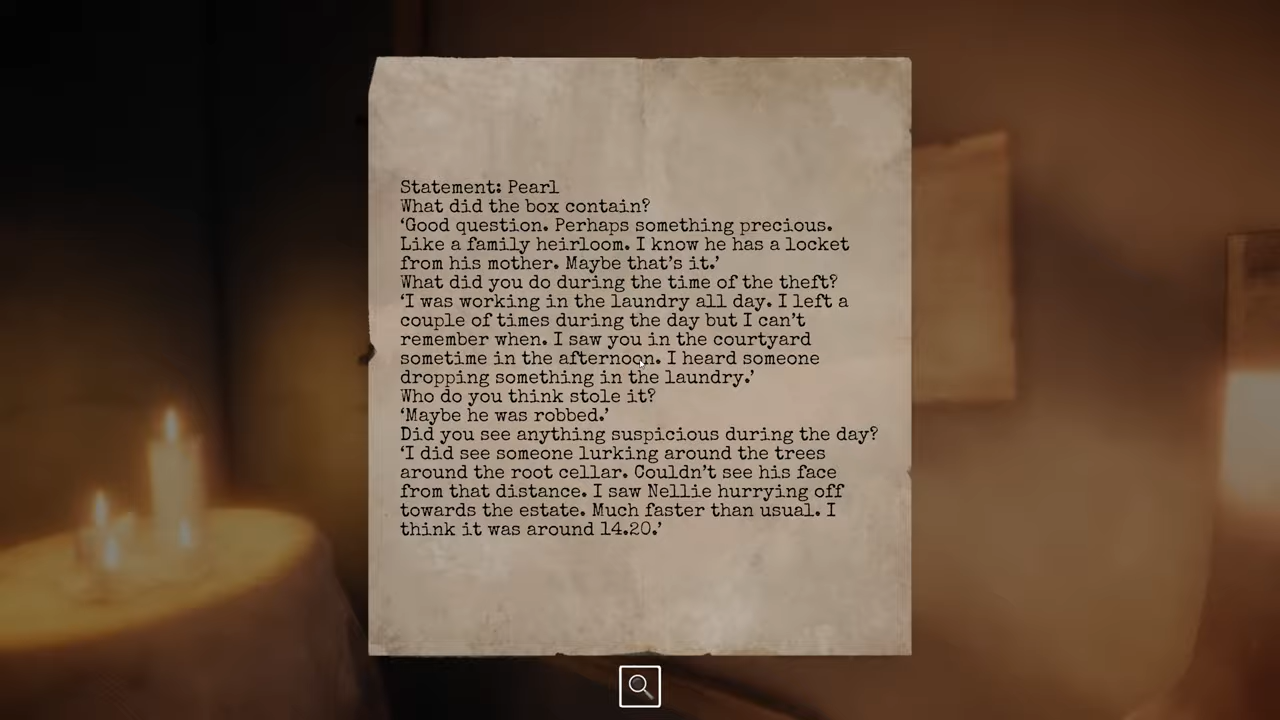 Statement: Pearl
What did the box contain?
‘Good question. Perhaps something precious.
Like a family heirloom. I know he has a locket
from his mother. Maybe that’s it.’
What did you do during the time of the theft?
‘I was working in the laundry all day. I left a
couple of times during the day but I can’t
remember when. I saw you in the courtyard
sometime in the afternoon. I heard someone
dropping something in the laundry.’
Who do you think stole it?
‘Maybe he was robbed.’
Did you see anything suspicious during the day?
‘I did see someone lurking around the trees
around the root cellar. Couldn’t see his face
from that distance. I saw Nellie hurrying off
towards the estate. Much faster than usual. I
think it was around 14.20.’